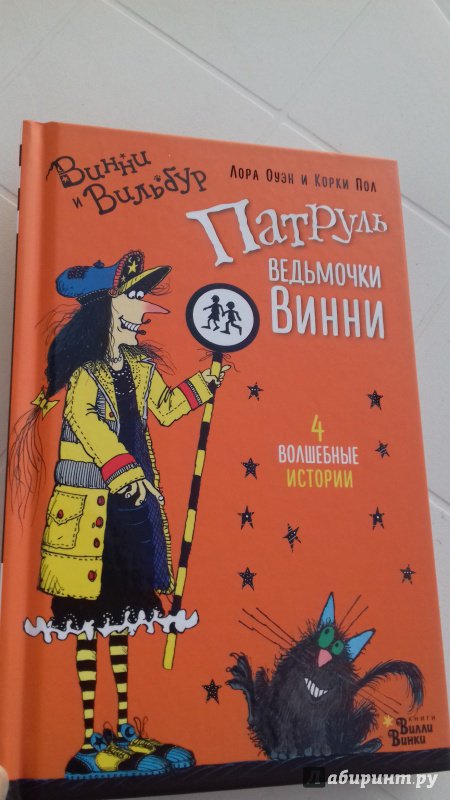 Винни
и Вильбур
Лора Оуэн и Корки Пол
Патруль
ведьмочки
Винни
4
волшебные
истории
книги
Вилли
Винки
Лабиринт.ру